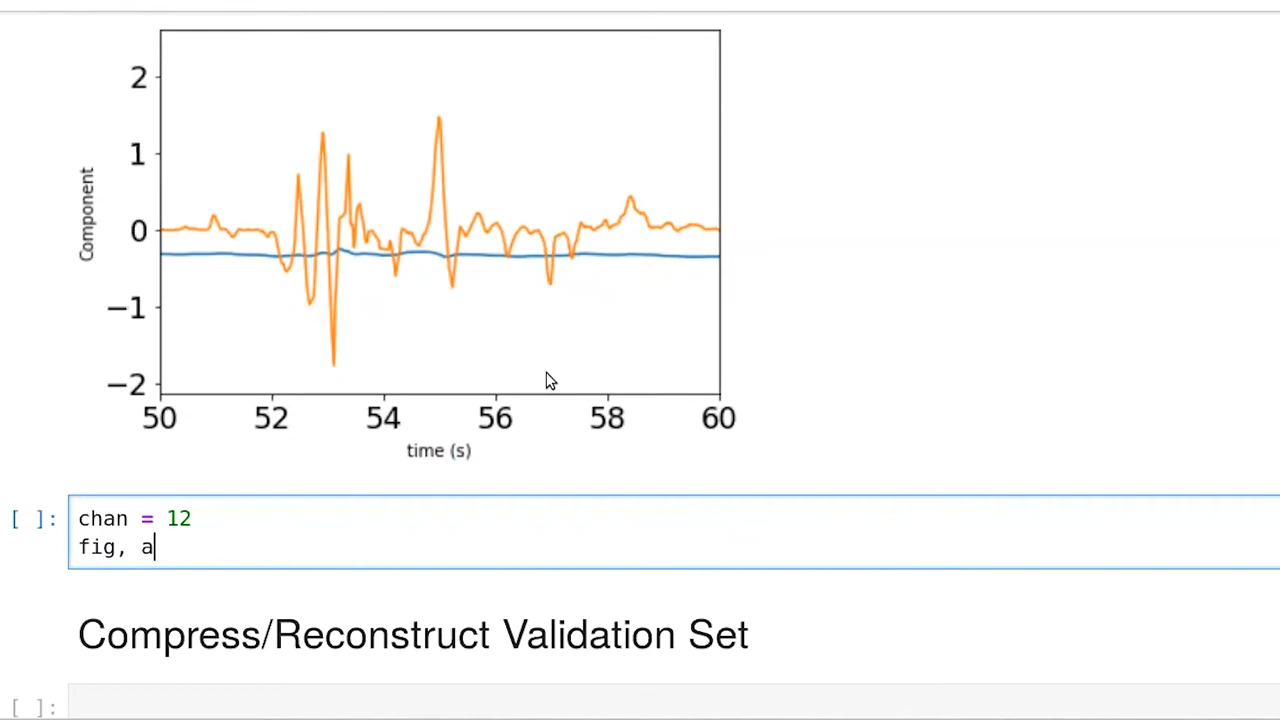 2
1
0
−1
−2
Component
50 52 54 56 58 60
time (s)
[ ]: chan = 12
fig, a
Compress/Reconstruct Validation Set
[ ]: